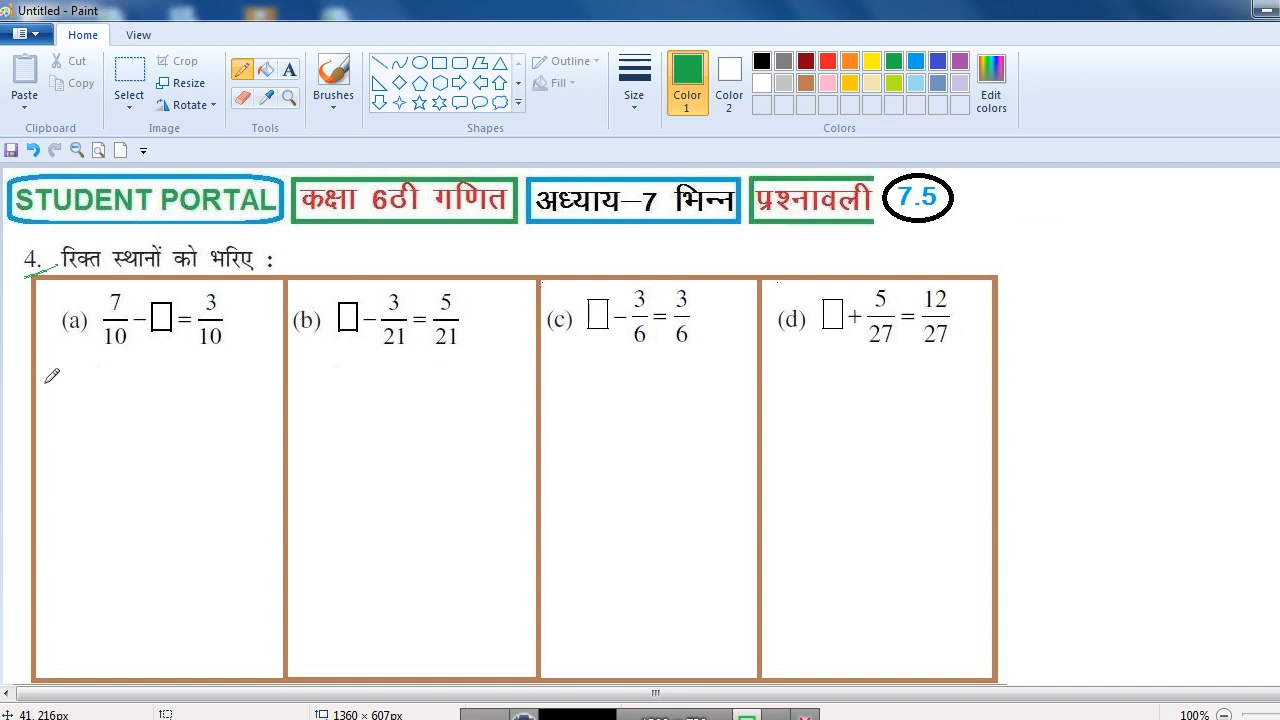 Untitled - Paint
Home View
Cut Copy Paste Clipboard
Crop Resize Rotate Select Image
A Tools
Brushes
Shapes Outline Fill
Size
Color 1 Color 2 Colors Edit colors
STUDENT PORTAL कक्षा 6ठी गणित अध्याय–7 भिन्न प्रश्नावली 7.5
4. रिक्त स्थानों को भरिए :
(a) 7/10 − □ = 3/10 (b) □ − 3/21 = 5/21 (c) □ − 3/6 = 3/6 (d) □ + 5/27 = 12/27
41, 216px 1360 × 607px 100%